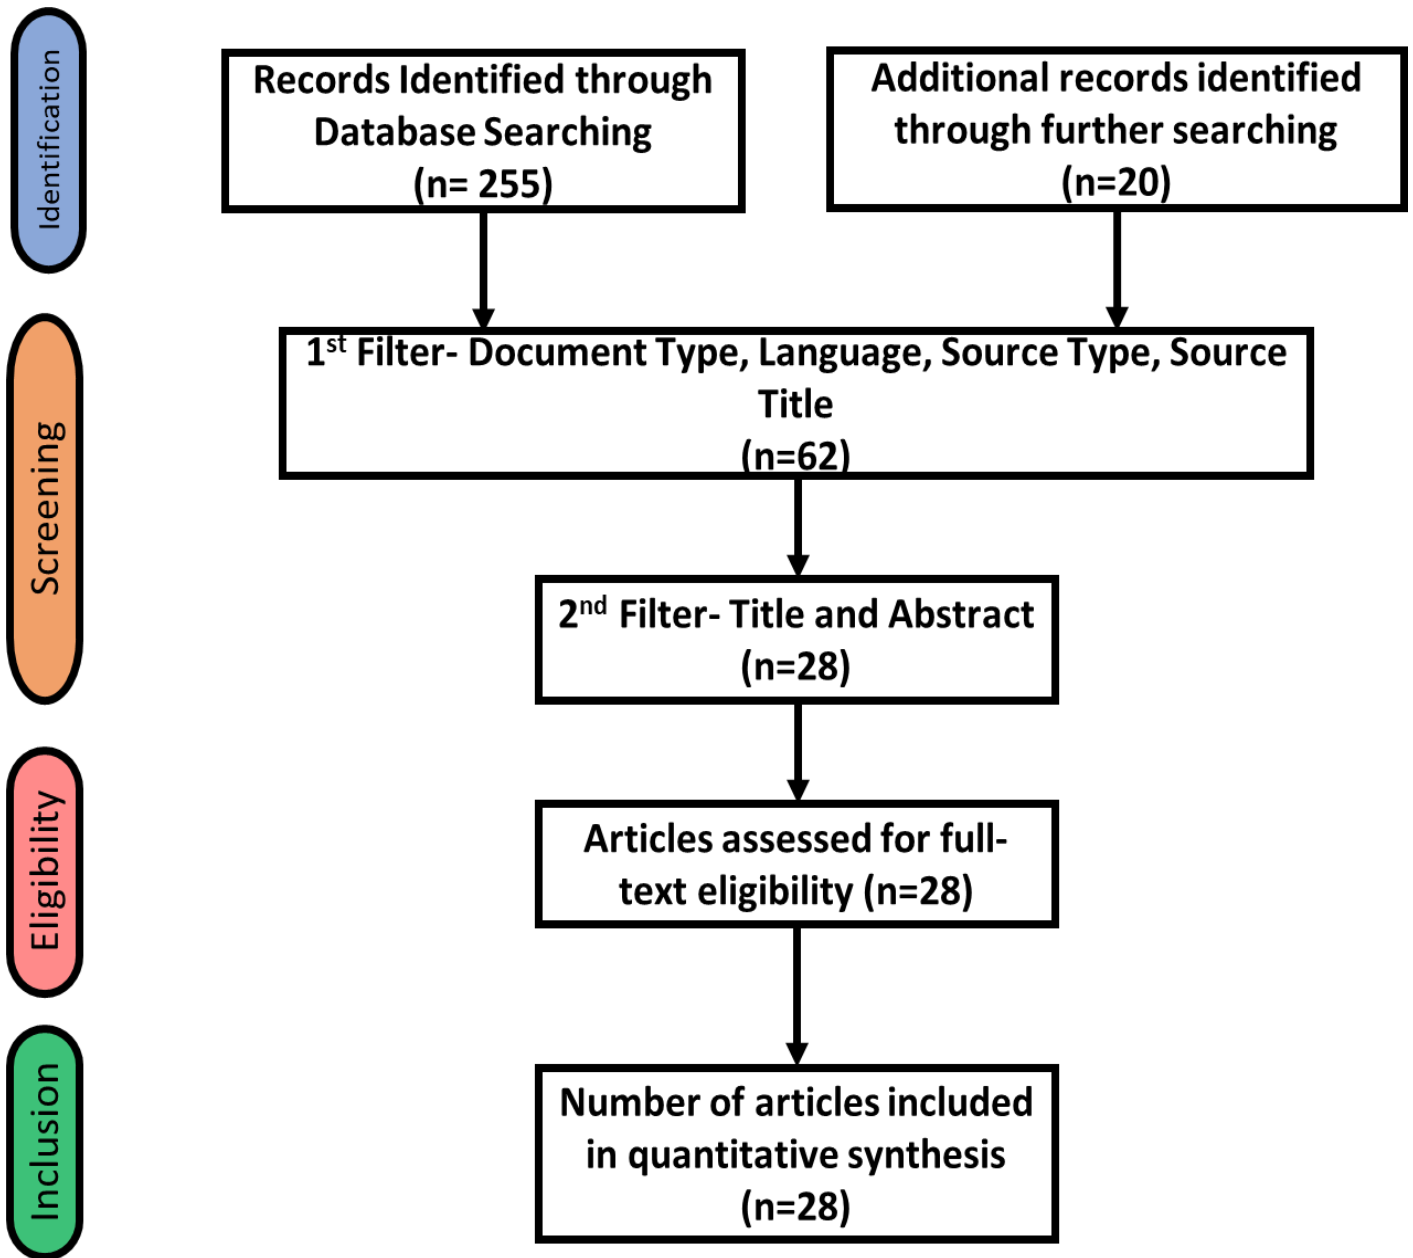 Identification
Records Identified through
Database Searching
(n= 255)
Additional records identified
through further searching
(n=20)
Screening
1st Filter- Document Type, Language, Source Type, Source
Title
(n=62)
2nd Filter- Title and Abstract
(n=28)
Eligibility
Articles assessed for full-
text eligibility (n=28)
Inclusion
Number of articles included
in quantitative synthesis
(n=28)